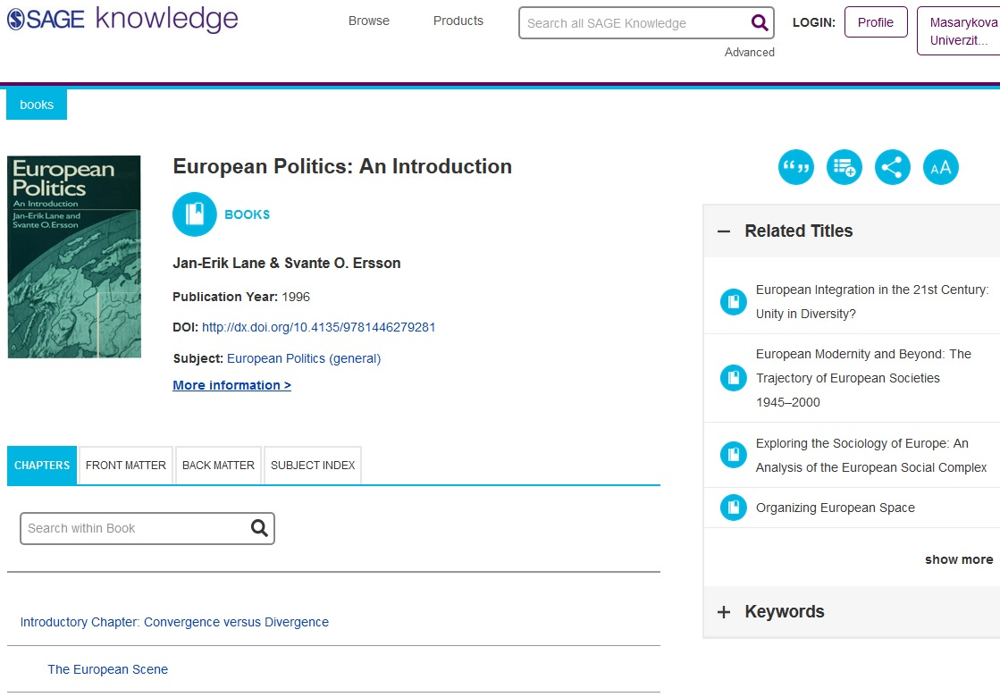 SAGE knowledge
Browse
Products
Search all SAGE Knowledge
LOGIN:
Profile
Masarykova
Univerzit...
Advanced
books
European
Politics
An Introduction
Jan-Erik Lane and
Svante O. Ersson
European Politics: An Introduction
BOOKS
Jan-Erik Lane & Svante O. Ersson
Publication Year: 1996
DOI: http://dx.doi.org/10.4135/9781446279281
Subject: European Politics (general)
More information >
CHAPTERS
FRONT MATTER
BACK MATTER
SUBJECT INDEX
Search within Book
Introductory Chapter: Convergence versus Divergence
The European Scene
AA
− Related Titles
European Integration in the 21st Century:
Unity in Diversity?
European Modernity and Beyond: The
Trajectory of European Societies
1945–2000
Exploring the Sociology of Europe: An
Analysis of the European Social Complex
Organizing European Space
show more
+ Keywords